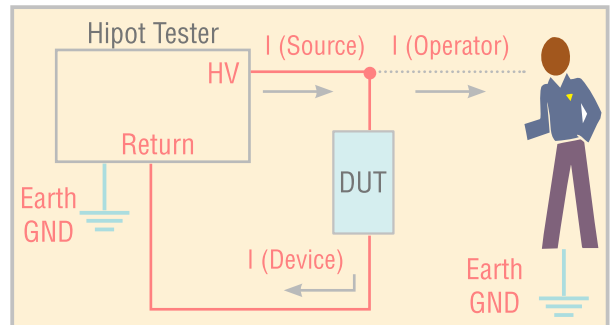 Hipot Tester
I (Source)
I (Operator)
HV
Return
DUT
Earth
GND
I (Device)
Earth
GND